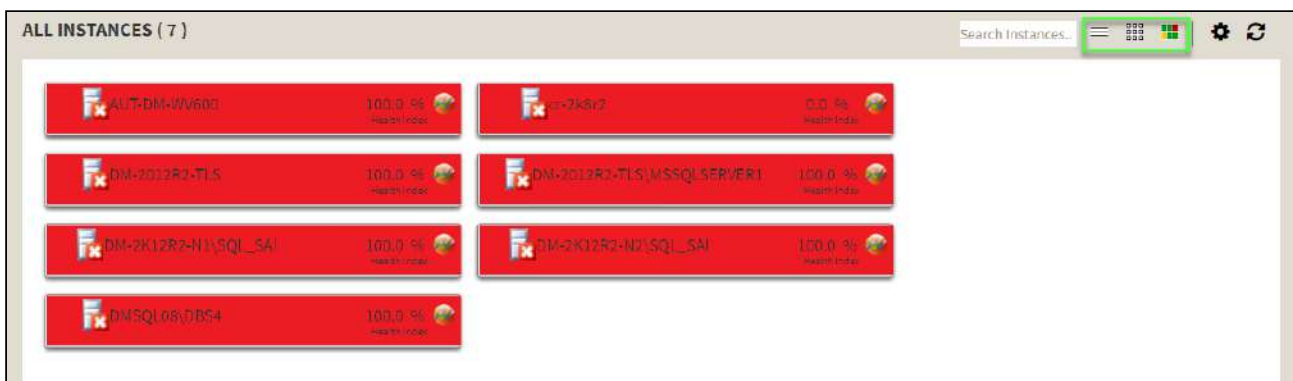 ALL INSTANCES ( 7 )
Search Instances..
AUT-DM-WV600 100.0 %
Health Index
-2k8r2 0.0 %
Health Index
DM-2012R2-TLS 100.0 %
Health Index
DM-2012R2-TLS\MSSQLSERVER1 100.0 %
Health Index
DM-2K12R2-N1\SQL_SAI 100.0 %
Health Index
DM-2K12R2-N2\SQL_SAI 100.0 %
Health Index
DMSQL08\DBS4 100.0 %
Health Index